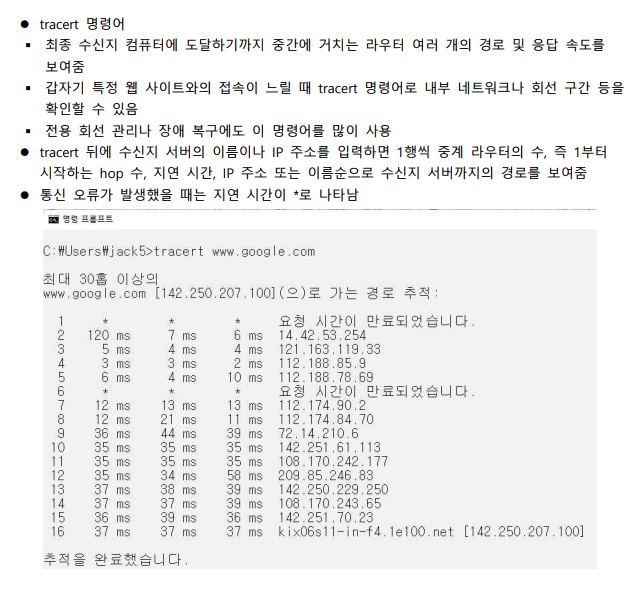 ● tracert 명령어
▪ 최종 수신지 컴퓨터에 도달하기까지 중간에 거치는 라우터 여러 개의 경로 및 응답 속도를
보여줌
▪ 갑자기 특정 웹 사이트와의 접속이 느릴 때 tracert 명령어로 내부 네트워크나 회선 구간 등을
확인할 수 있음
▪ 전용 회선 관리나 장애 복구에도 이 명령어를 많이 사용
● tracert 뒤에 수신지 서버의 이름이나 IP 주소를 입력하면 1행씩 중계 라우터의 수, 즉 1부터
시작하는 hop 수, 지연 시간, IP 주소 또는 이름순으로 수신지 서버까지의 경로를 보여줌
● 통신 오류가 발생했을 때는 지연 시간이 *로 나타남
명령 프롬프트
C:₩Users₩jack5>tracert www.google.com
최대 30홉 이상의
www.google.com [142.250.207.100](으)로 가는 경로 추적:
1 * * * 요청 시간이 만료되었습니다.
2 120 ms 7 ms 6 ms 14.42.53.254
3 5 ms 4 ms 4 ms 121.163.119.33
4 3 ms 3 ms 2 ms 112.188.85.9
5 6 ms 4 ms 10 ms 112.188.78.69
6 * * * 요청 시간이 만료되었습니다.
7 12 ms 13 ms 13 ms 112.174.90.2
8 12 ms 21 ms 11 ms 112.174.84.70
9 36 ms 44 ms 39 ms 72.14.210.6
10 35 ms 35 ms 35 ms 142.251.61.113
11 35 ms 35 ms 35 ms 108.170.242.177
12 35 ms 34 ms 58 ms 209.85.246.83
13 37 ms 38 ms 39 ms 142.250.229.250
14 37 ms 37 ms 39 ms 108.170.243.65
15 36 ms 39 ms 36 ms 142.251.70.23
16 37 ms 37 ms 37 ms kix06s11-in-f4.1e100.net [142.250.207.100]
추적을 완료했습니다.